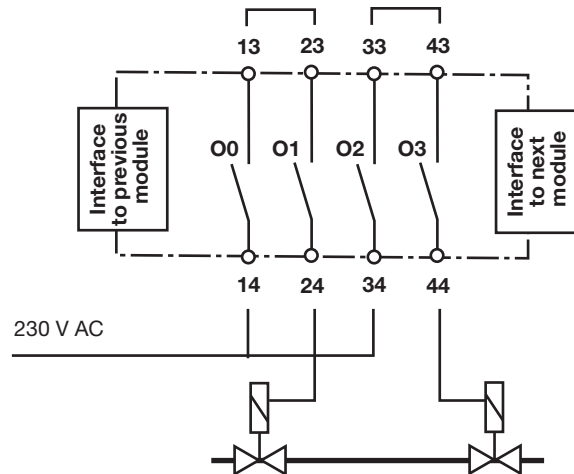 13 23 33 43
Interface
to previous
module
O0 O1 O2 O3
Interface
to next
module
14 24 34 44
230 V AC